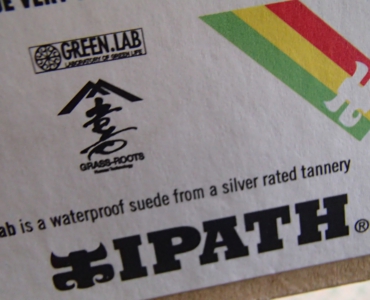 GREEN.LAB
LABORATORY OF GREEN LIFE
GRASS-ROOTS
ab is a waterproof suede from a silver rated tannery
IPATH®